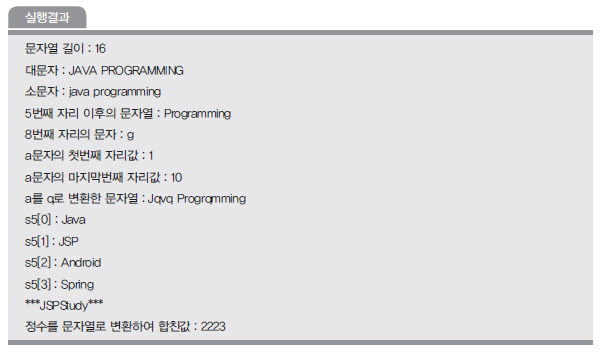 실행결과
문자열 길이 : 16
대문자 : JAVA PROGRAMMING
소문자 : java programming
5번째 자리 이후의 문자열 : Programming
8번째 자리의 문자 : g
a문자의 첫번째 자리값 : 1
a문자의 마지막번째 자리값 : 10
a를 q로 변환한 문자열 : Jqvq Progrqmming
s5[0] : Java
s5[1] : JSP
s5[2] : Android
s5[3] : Spring
***JSPStudy***
정수를 문자열로 변환하여 합친값 : 2223